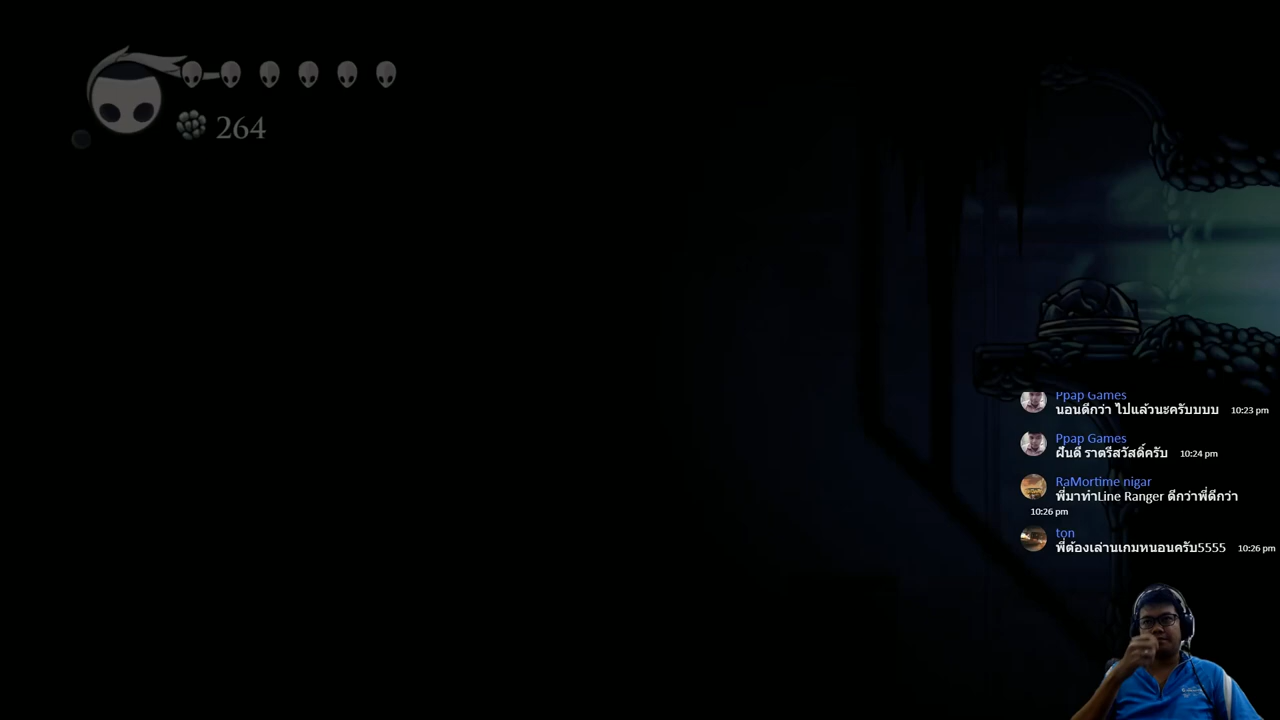 264
Ppap Games
นอนดีกว่า ไปแล้วนะครับบบบ 10:23 pm
Ppap Games
ฝันดี ราตรีสวัสดิ์ครับ 10:24 pm
RaMortime nigar
พี่มาทำLine Ranger ดีกว่าพี่ดีกว่า
10:26 pm
ton
พี่ต้องเล่านเกมหนอนครับ5555 10:26 pm